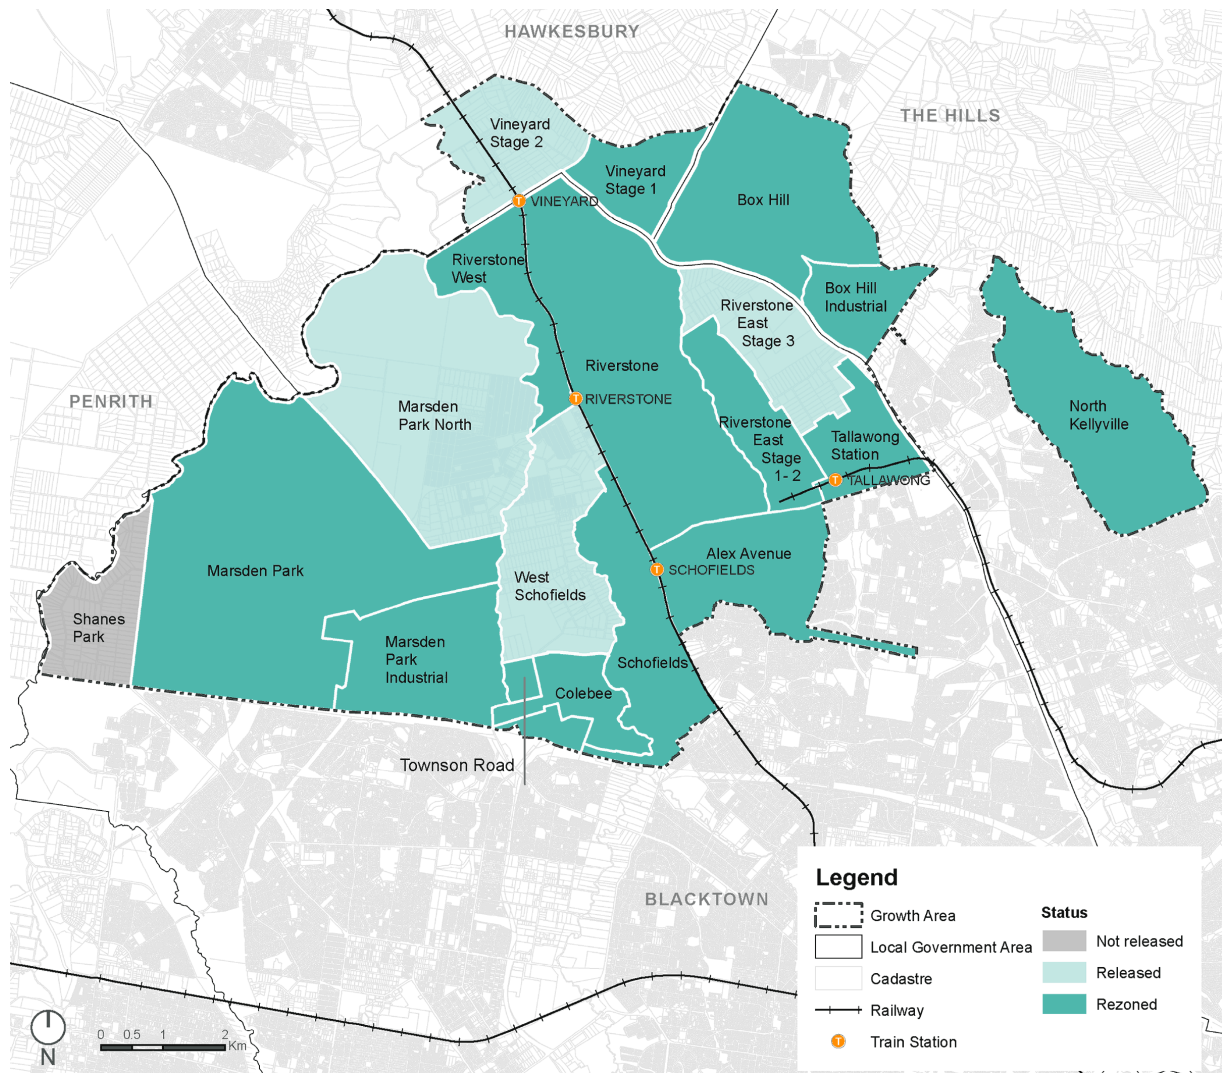 HAWKESBURY
THE HILLS
Vineyard
Stage 2
Vineyard
Stage 1
Box Hill
VINEYARD
Riverstone
West
Box Hill
Industrial
Riverstone
East
Stage 3
Riverstone
RIVERSTONE
PENRITH
Marsden
Park North
North
Kellyville
Riverstone
East
Stage
1- 2
Tallawong
Station
TALLAWONG
Alex Avenue
SCHOFIELDS
Marsden Park
West
Schofields
Shanes
Park
Marsden
Park
Industrial
Schofields
Colebee
Townson Road
BLACKTOWN
Legend
Growth Area
Local Government Area
Cadastre
Railway
T Train Station
Status
Not released
Released
Rezoned
N
0 0.5 1 2
Km